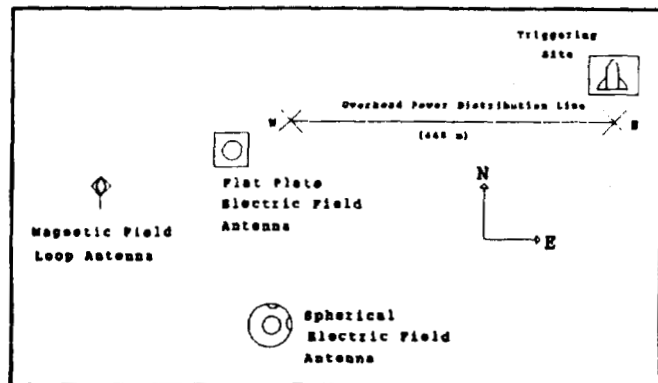 Triggering
Site
Overhead Power Distribution Line
W
E
(448 m)
Flat Plate
Electric Field
Antenna
N
E
Magnetic Field
Loop Antenna
Spherical
Electric Field
Antenna